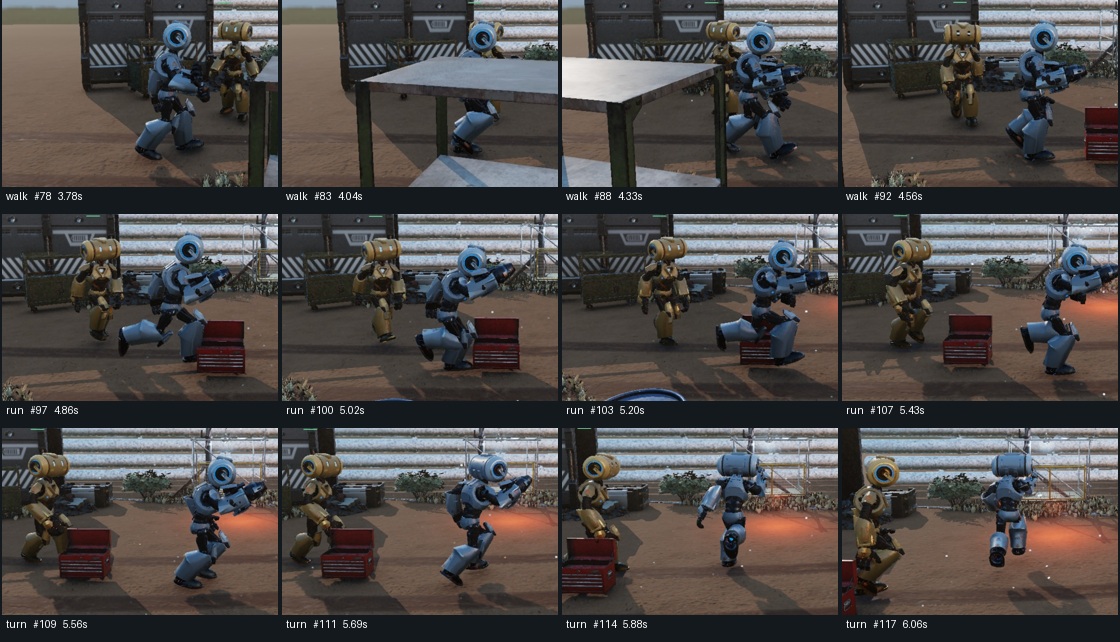 walk #78 3.78s
walk #83 4.04s
walk #88 4.33s
walk #92 4.56s
run #97 4.86s
run #100 5.02s
run #103 5.20s
run #107 5.43s
turn #109 5.56s
turn #111 5.69s
turn #114 5.88s
turn #117 6.06s